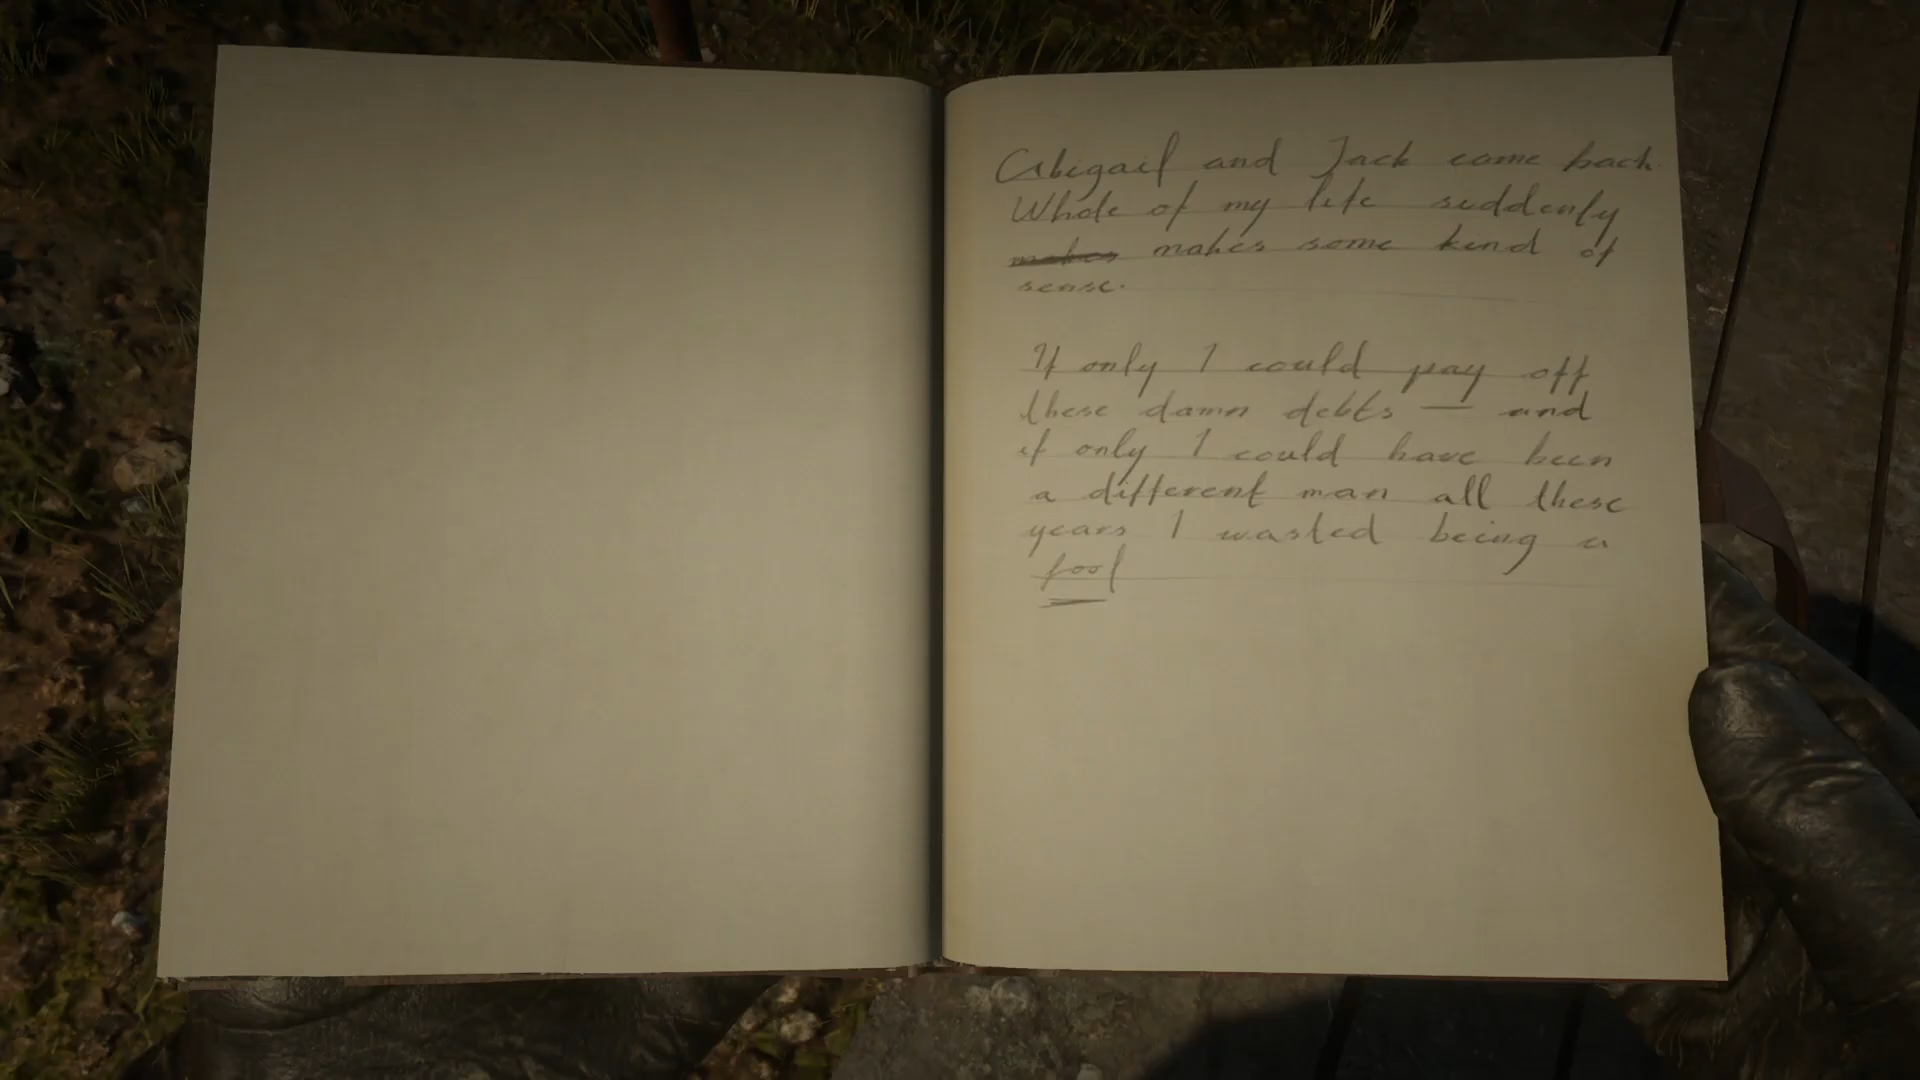 Abigail and Jack come back.
Whole of my life suddenly
makes makes some kind of
sense.
If only I could pay off
these damn debts — and
if only I could have been
a different man all these
years I wasted being a
fool